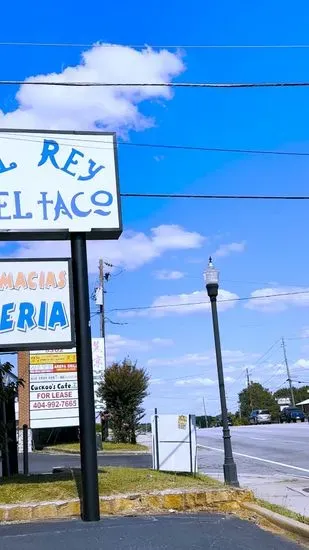 L REY
EL TACO
MACIAS
ERIA
Cuckoo's Cafe
FOR LEASE
404-992-7665